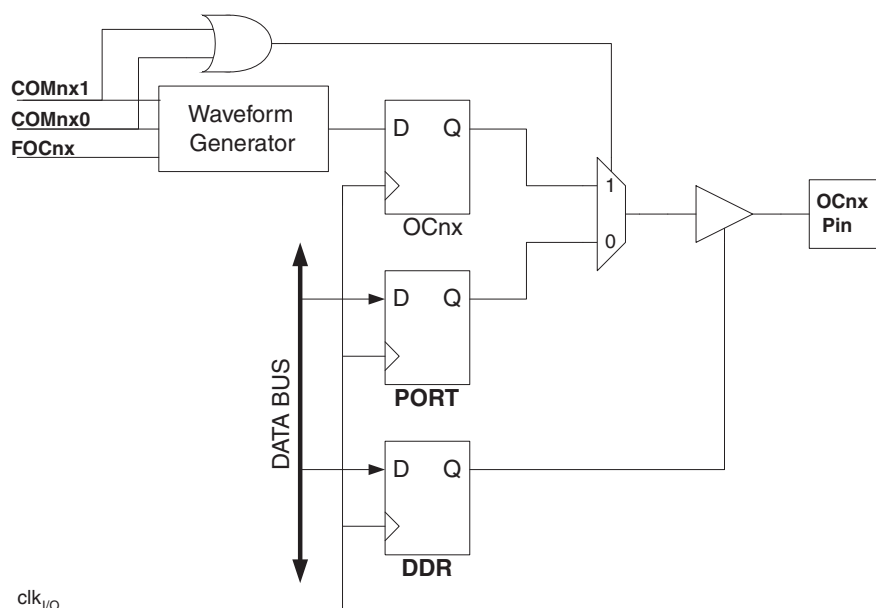 COMnx1
COMnx0
FOCnx
Waveform
Generator
D Q
OCnx
1
0
OCnx
Pin
D Q
PORT
DATA BUS
D Q
DDR
clkI/O